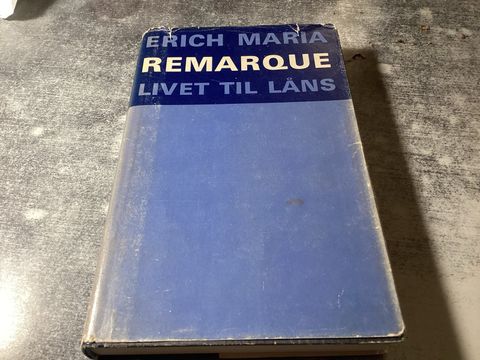 ERICH MARIA
REMARQUE
LIVET TIL LÅNS